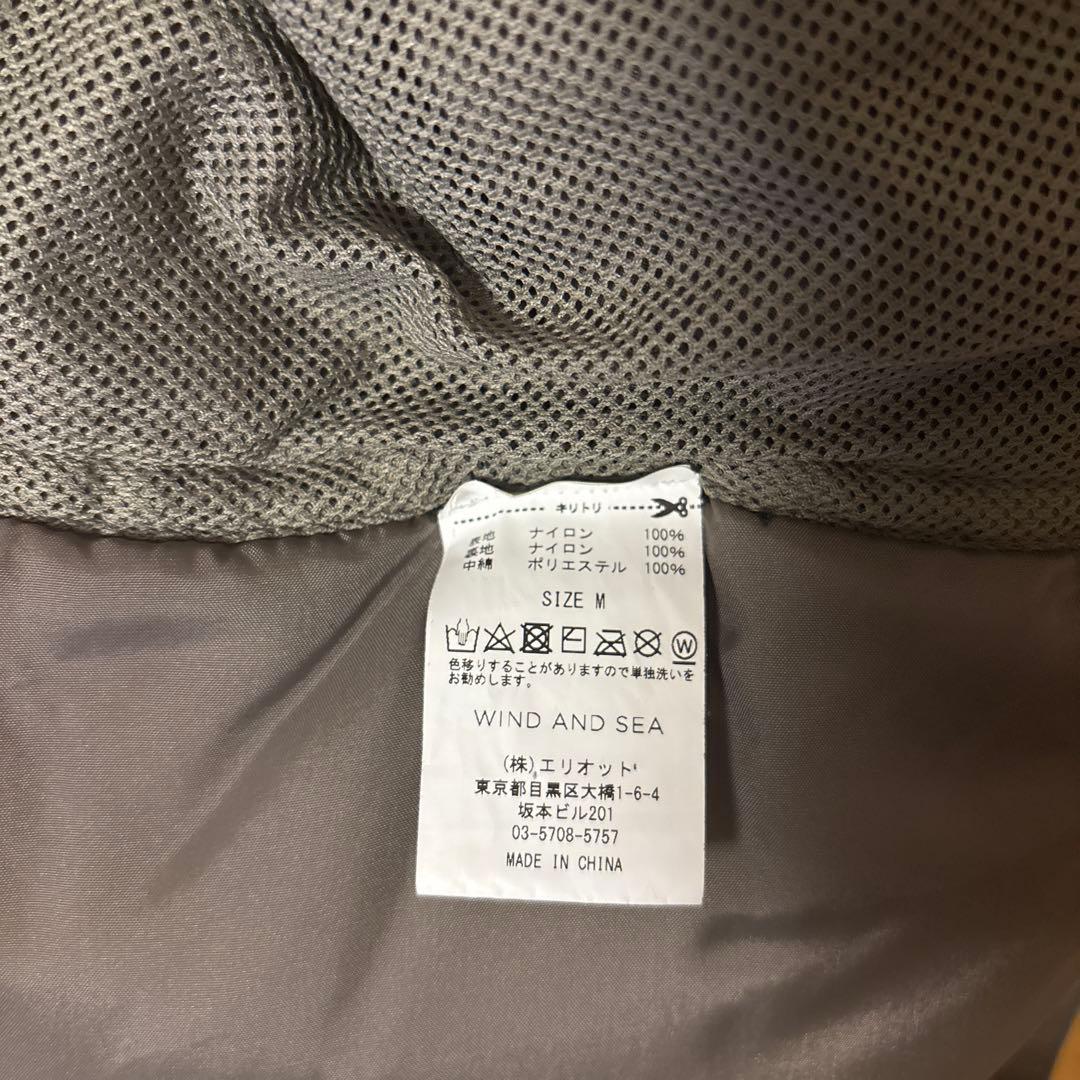 キリトリ
表地 ナイロン 100%
裏地 ナイロン 100%
中綿 ポリエステル 100%
SIZE M
W
色移りすることがありますので単独洗いを
お勧めします。
WIND AND SEA
(株)エリオット
東京都目黒区大橋1-6-4
坂本ビル201
03-5708-5757
MADE IN CHINA